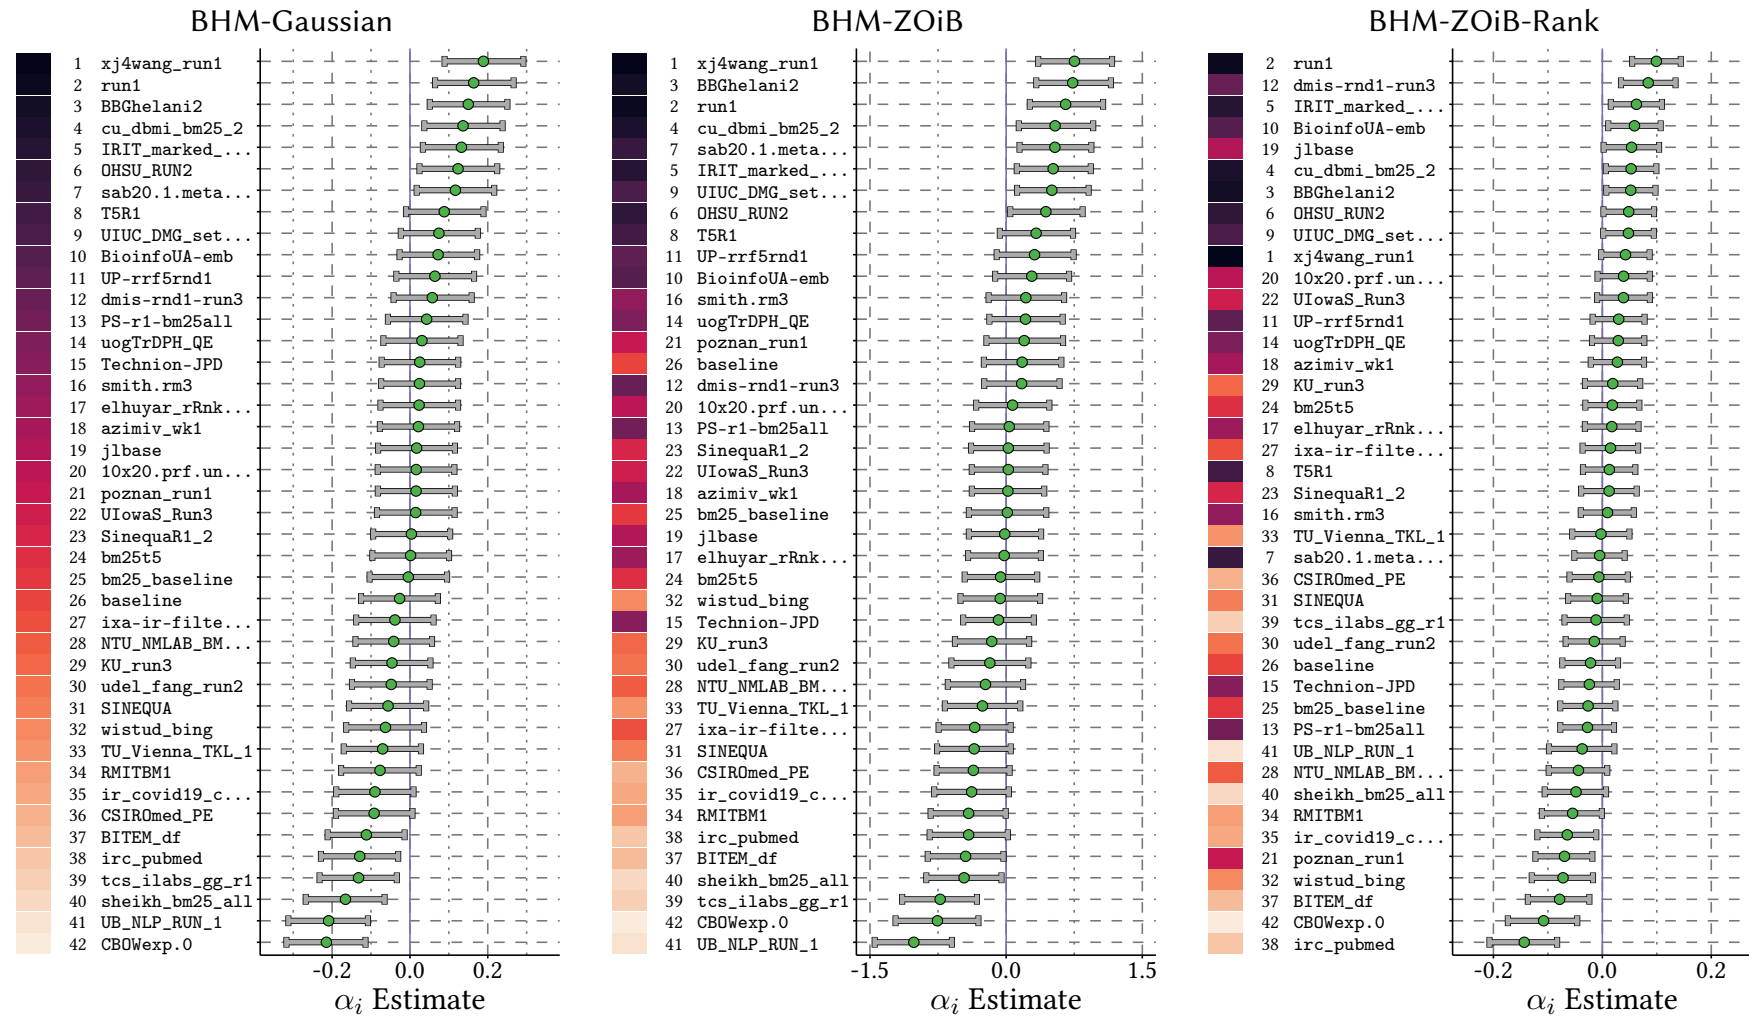 BHM-Gaussian
1 xj4wang_run1
2 run1
3 BBGhelani2
4 cu_dbmi_bm25_2
5 IRIT_marked_...
6 OHSU_RUN2
7 sab20.1.meta...
8 T5R1
9 UIUC_DMG_set...
10 BioinfoUA-emb
11 UP-rrf5rnd1
12 dmis-rnd1-run3
13 PS-r1-bm25all
14 uogTrDPH_QE
15 Technion-JPD
16 smith.rm3
17 elhuyar_rRnk...
18 azimiv_wk1
19 jlbase
20 10x20.prf.un...
21 poznan_run1
22 UIowaS_Run3
23 SinequaR1_2
24 bm25t5
25 bm25_baseline
26 baseline
27 ixa-ir-filte...
28 NTU_NMLAB_BM...
29 KU_run3
30 udel_fang_run2
31 SINEQUA
32 wistud_bing
33 TU_Vienna_TKL_1
34 RMITBM1
35 ir_covid19_c...
36 CSIROmed_PE
37 BITEM_df
38 irc_pubmed
39 tcs_ilabs_gg_r1
40 sheikh_bm25_all
41 UB_NLP_RUN_1
42 CBOWexp.0
-0.2 0.0 0.2
αi Estimate
BHM-ZOiB
1 xj4wang_run1
3 BBGhelani2
2 run1
4 cu_dbmi_bm25_2
7 sab20.1.meta...
5 IRIT_marked_...
9 UIUC_DMG_set...
6 OHSU_RUN2
8 T5R1
11 UP-rrf5rnd1
10 BioinfoUA-emb
16 smith.rm3
14 uogTrDPH_QE
21 poznan_run1
26 baseline
12 dmis-rnd1-run3
20 10x20.prf.un...
13 PS-r1-bm25all
23 SinequaR1_2
22 UIowaS_Run3
18 azimiv_wk1
25 bm25_baseline
19 jlbase
17 elhuyar_rRnk...
24 bm25t5
32 wistud_bing
15 Technion-JPD
29 KU_run3
30 udel_fang_run2
28 NTU_NMLAB_BM...
33 TU_Vienna_TKL_1
27 ixa-ir-filte...
31 SINEQUA
36 CSIROmed_PE
35 ir_covid19_c...
34 RMITBM1
38 irc_pubmed
37 BITEM_df
40 sheikh_bm25_all
39 tcs_ilabs_gg_r1
42 CBOWexp.0
41 UB_NLP_RUN_1
-1.5 0.0 1.5
αi Estimate
BHM-ZOiB-Rank
2 run1
12 dmis-rnd1-run3
5 IRIT_marked_...
10 BioinfoUA-emb
19 jlbase
4 cu_dbmi_bm25_2
3 BBGhelani2
6 OHSU_RUN2
9 UIUC_DMG_set...
1 xj4wang_run1
20 10x20.prf.un...
22 UIowaS_Run3
11 UP-rrf5rnd1
14 uogTrDPH_QE
18 azimiv_wk1
29 KU_run3
24 bm25t5
17 elhuyar_rRnk...
27 ixa-ir-filte...
8 T5R1
23 SinequaR1_2
16 smith.rm3
33 TU_Vienna_TKL_1
7 sab20.1.meta...
36 CSIROmed_PE
31 SINEQUA
39 tcs_ilabs_gg_r1
30 udel_fang_run2
26 baseline
15 Technion-JPD
25 bm25_baseline
13 PS-r1-bm25all
41 UB_NLP_RUN_1
28 NTU_NMLAB_BM...
40 sheikh_bm25_all
34 RMITBM1
35 ir_covid19_c...
21 poznan_run1
32 wistud_bing
37 BITEM_df
42 CBOWexp.0
38 irc_pubmed
-0.2 0.0 0.2
αi Estimate